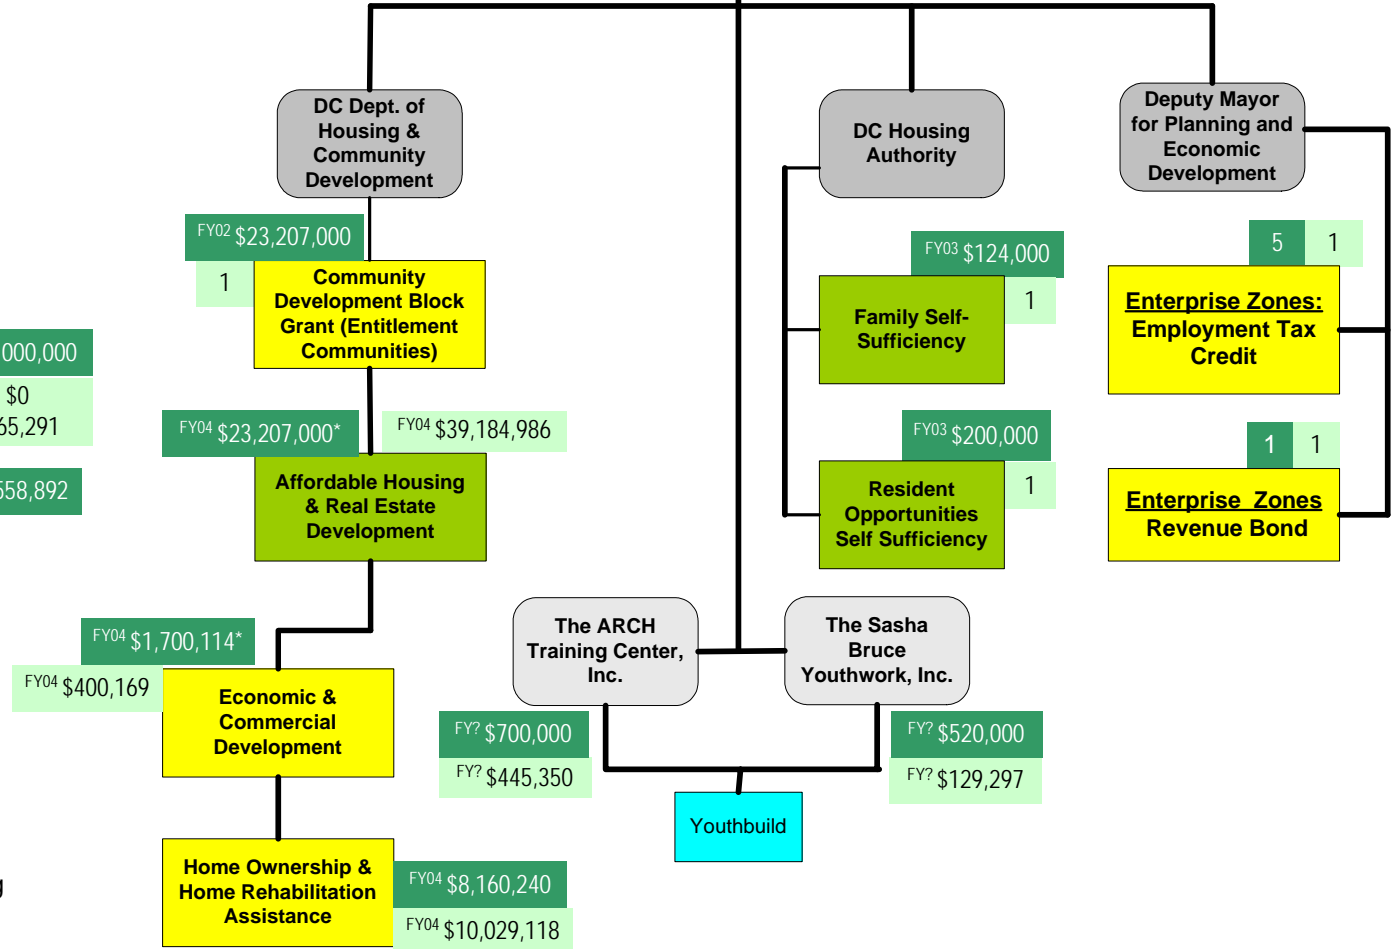 DC Dept. of
Housing &
Community
Development
DC Housing
Authority
Deputy Mayor
for Planning and
Economic
Development
FY02 $23,207,000
1
Community
Development Block
Grant (Entitlement
Communities)
FY03 $124,000
1
Family Self-
Sufficiency
5 1
Enterprise Zones:
Employment Tax
Credit
000,000
$0
65,291
558,892
FY04 $23,207,000*
FY04 $39,184,986
Affordable Housing
& Real Estate
Development
FY03 $200,000
1
Resident
Opportunities
Self Sufficiency
1 1
Enterprise Zones
Revenue Bond
FY04 $1,700,114*
FY04 $400,169
Economic &
Commercial
Development
The ARCH
Training Center,
Inc.
The Sasha
Bruce
Youthwork, Inc.
FY? $700,000
FY? $445,350
FY? $520,000
FY? $129,297
Youthbuild
Home Ownership &
Home Rehabilitation
Assistance
FY04 $8,160,240
FY04 $10,029,118